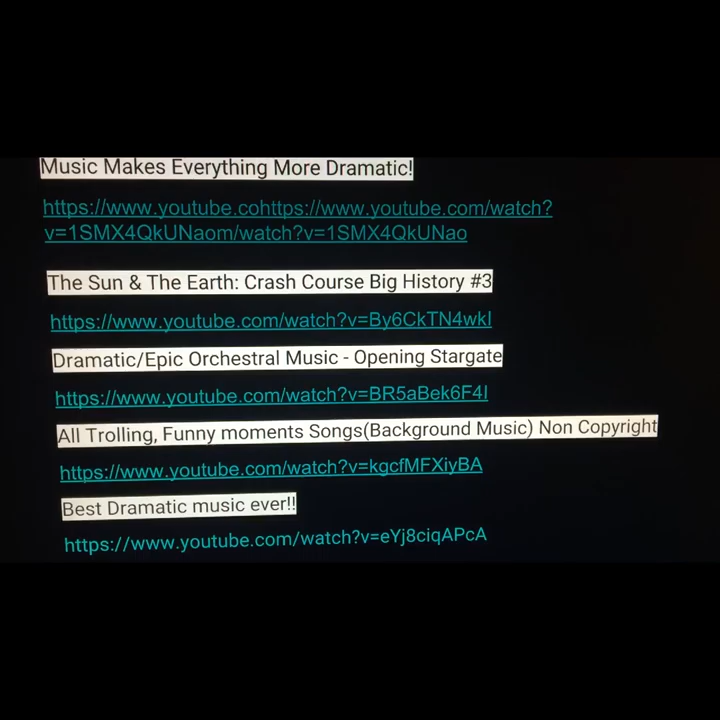 Music Makes Everything More Dramatic!
https://www.youtube.cohttps://www.youtube.com/watch?
v=1SMX4QkUNaom/watch?v=1SMX4QkUNao
The Sun & The Earth: Crash Course Big History #3
https://www.youtube.com/watch?v=By6CkTN4wkI
Dramatic/Epic Orchestral Music - Opening Stargate
https://www.youtube.com/watch?v=BR5aBek6F4I
All Trolling, Funny moments Songs(Background Music) Non Copyright
https://www.youtube.com/watch?v=kgcfMFXiyBA
Best Dramatic music ever!!
https://www.youtube.com/watch?v=eYj8ciqAPcA